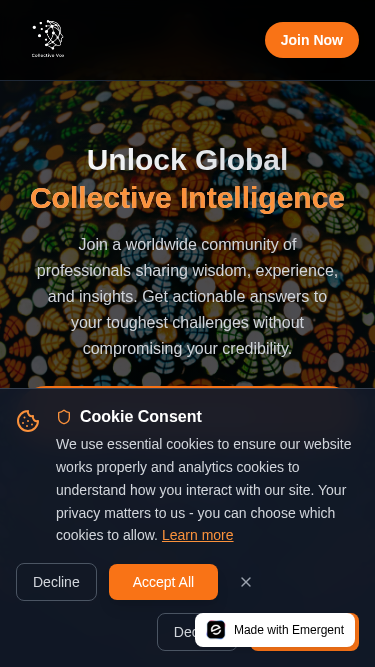 Collective Vox
Join Now
Unlock Global
Collective Intelligence
Join a worldwide community of
professionals sharing wisdom, experience,
and insights. Get actionable answers to
your toughest challenges without
compromising your credibility.
Cookie Consent
We use essential cookies to ensure our website
works properly and analytics cookies to
understand how you interact with our site. Your
privacy matters to us - you can choose which
cookies to allow. Learn more
Decline
Accept All
Made with Emergent